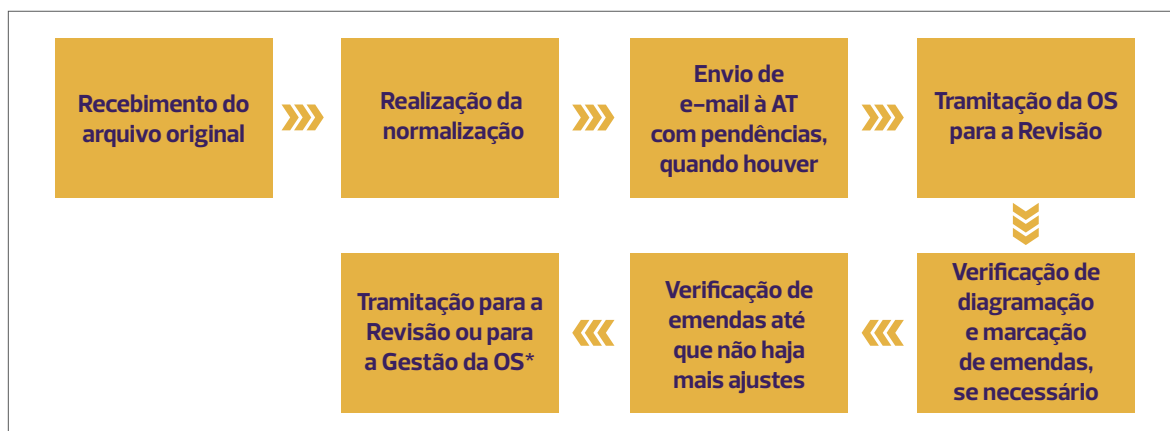 Recebimento do
arquivo original
Realização da
normalização
Envio de
e-mail à AT
com pendências,
quando houver
Tramitação da OS
para a Revisão
Verificação de
diagramação
e marcação
de emendas,
se necessário
Verificação de
emendas até
que não haja
mais ajustes
Tramitação para a
Revisão ou para
a Gestão da OS*